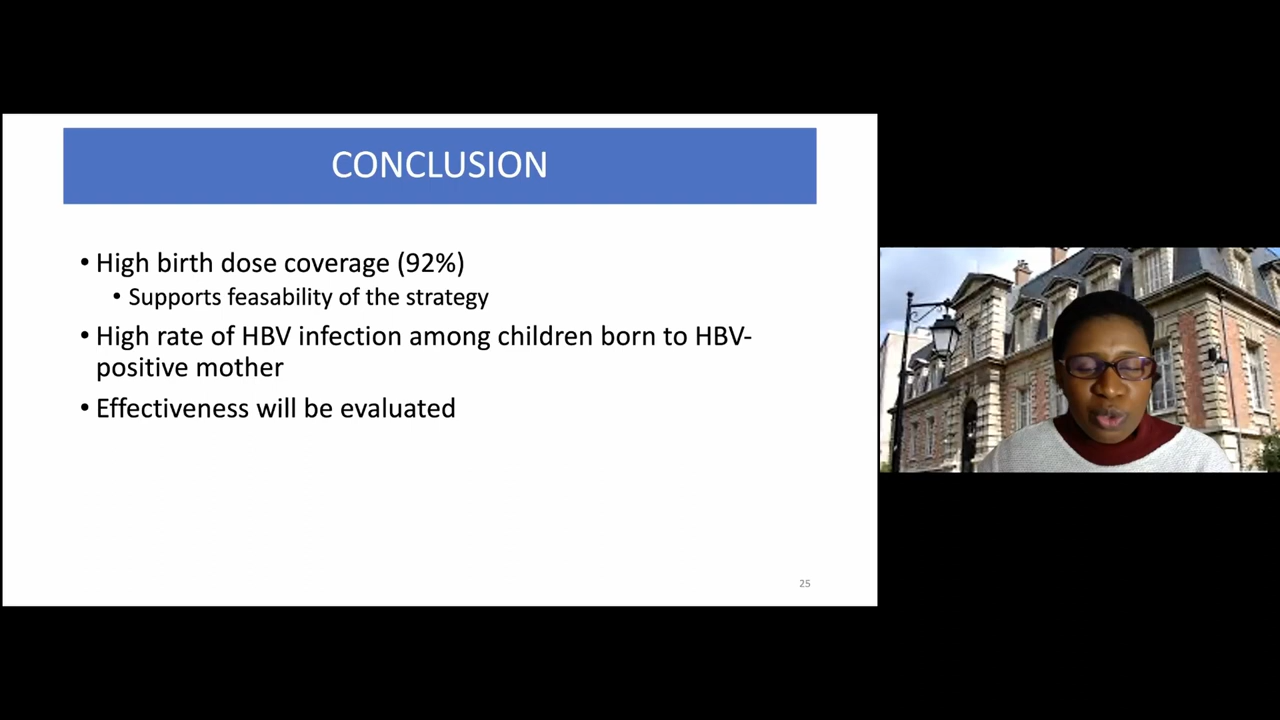 CONCLUSION
• High birth dose coverage (92%)
• Supports feasability of the strategy
• High rate of HBV infection among children born to HBV-
positive mother
• Effectiveness will be evaluated
25